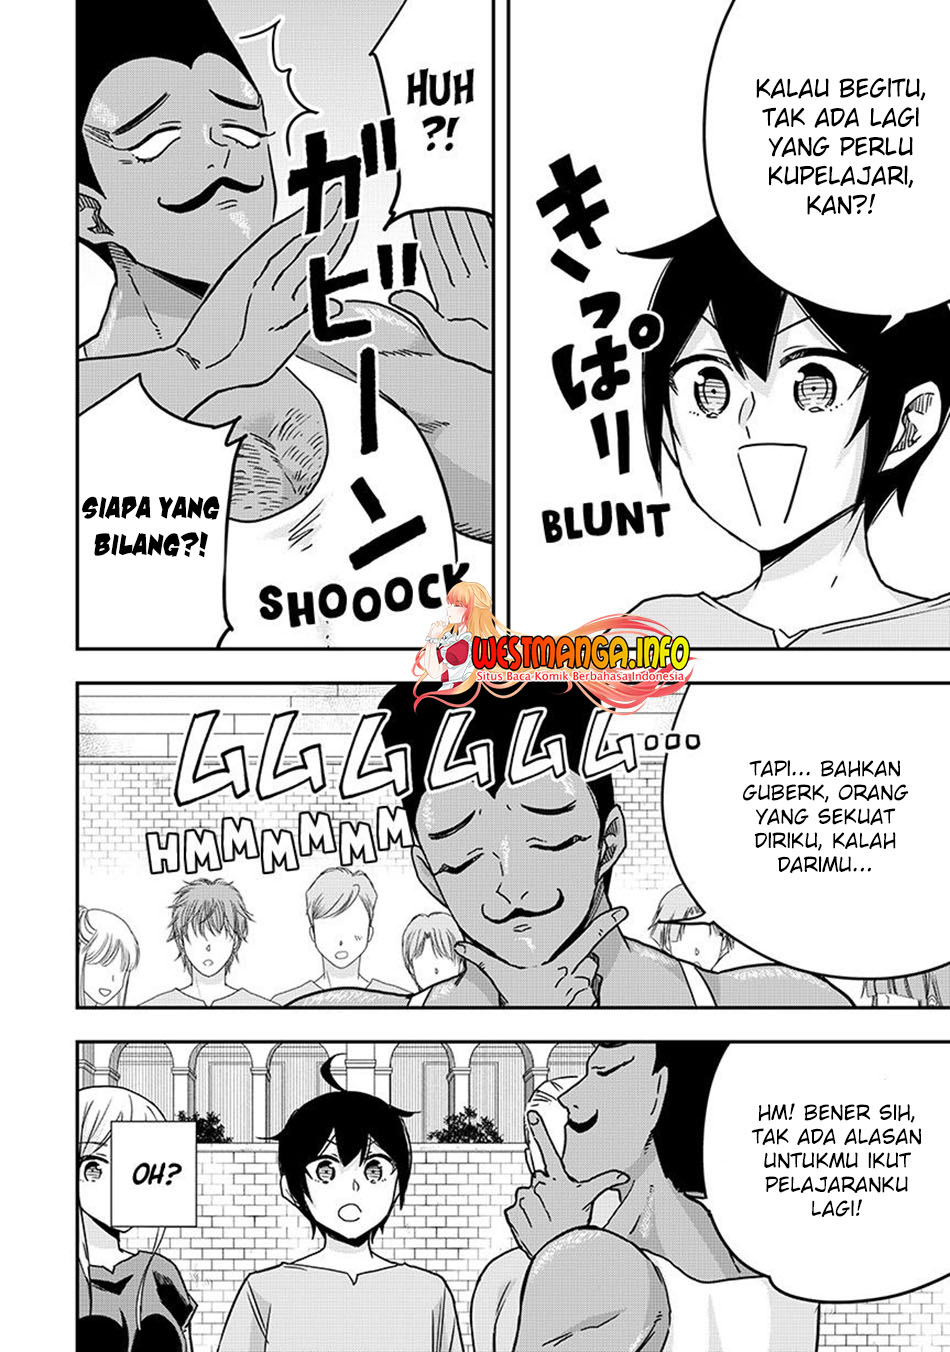 KALAU BEGITU,
TAK ADA LAGI
YANG PERLU
KUPELAJARI,
KAN?!
きっぱり
BLUNT
HUH
?!
ガビーーン
SIAPA YANG
BILANG?!
SHOOOCK
WESTMANGA.INFO
Situs Baca Komik Berbahasa Indonesia
ムムムムムム...
HMMMMMM
TAPI... BAHKAN
GUBERK, ORANG
YANG SEKUAT
DIRIKU, KALAH
DARIMU...
HM! BENER SIH,
TAK ADA ALASAN
UNTUKMU IKUT
PELAJARANKU
LAGI!
OH?